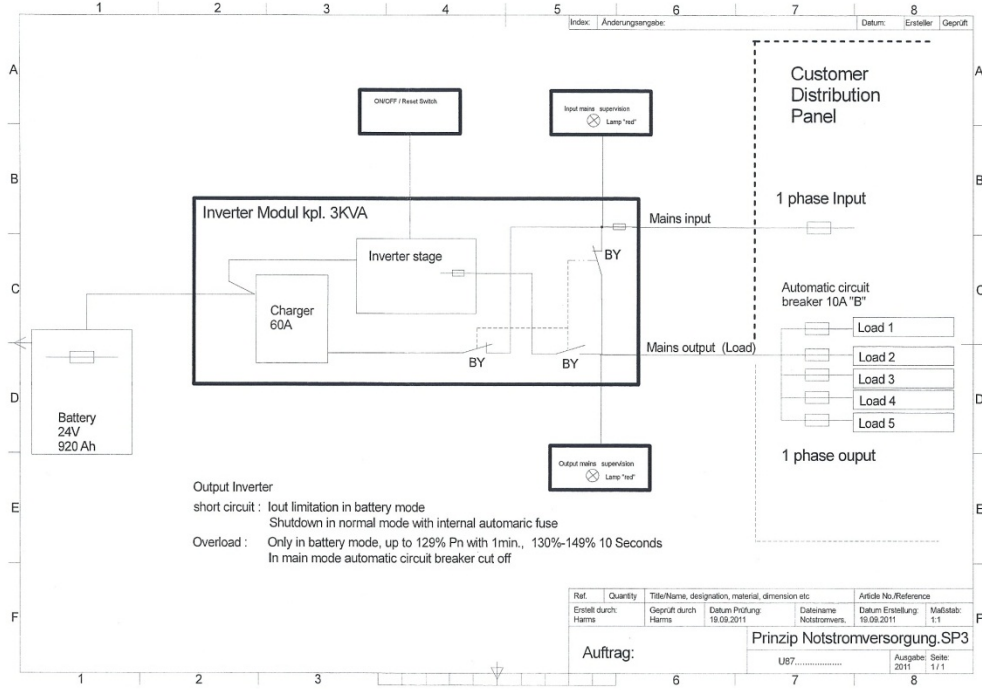 1 2 3 4 5 6 7 8
Index: Änderungsangabe: Datum: Ersteller Geprüft
A A
Customer
Distribution
Panel
ON/OFF / Reset Switch
Input mains supervision
Lamp "red"
B B
1 phase Input
Inverter Modul kpl. 3KVA
Mains input
Inverter stage
BY
C C
Automatic circuit
breaker 10A "B"
Charger
60A
Load 1
Mains output (Load)
Load 2
BY BY
Load 3
D D
Load 4
Battery
24V
920 Ah
Load 5
1 phase ouput
Output mains supervision
Lamp "red"
Output Inverter
E E
short circuit : Iout limitation in battery mode
Shutdown in normal mode with internal automaric fuse
Overload : Only in battery mode, up to 129% Pn with 1min., 130%-149% 10 Seconds
In main mode automatic circuit breaker cut off
F F
Ref. Quantity Title/Name, designation, material, dimension etc Article No./Reference
Erstellt durch: Geprüft durch Datum Prüfung: Dateiname Datum Erstellung: Maßstab:
Harms Harms 19.09.2011 Notstromvers. 19.09.2011 1:1
Auftrag:
Prinzip Notstromversorgung.SP3
U87................... Ausgabe: Seite:
2011 1 / 1
1 2 3 6 7 8